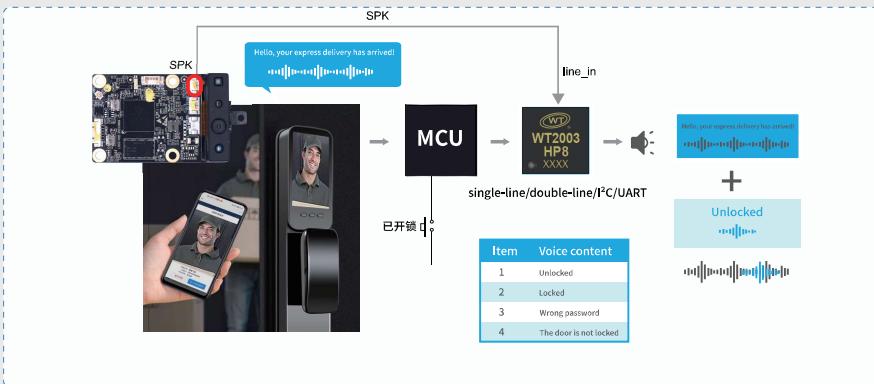 SPK
SPK
Hello, your express delivery has arrived!
line_in
MCU
WT
WT2003
HP8
XXXX
Hello, your express delivery has arrived!
single-line/double-line/I²C/UART
Unlocked
已开锁
Item Voice content
1 Unlocked
2 Locked
3 Wrong password
4 The door is not locked